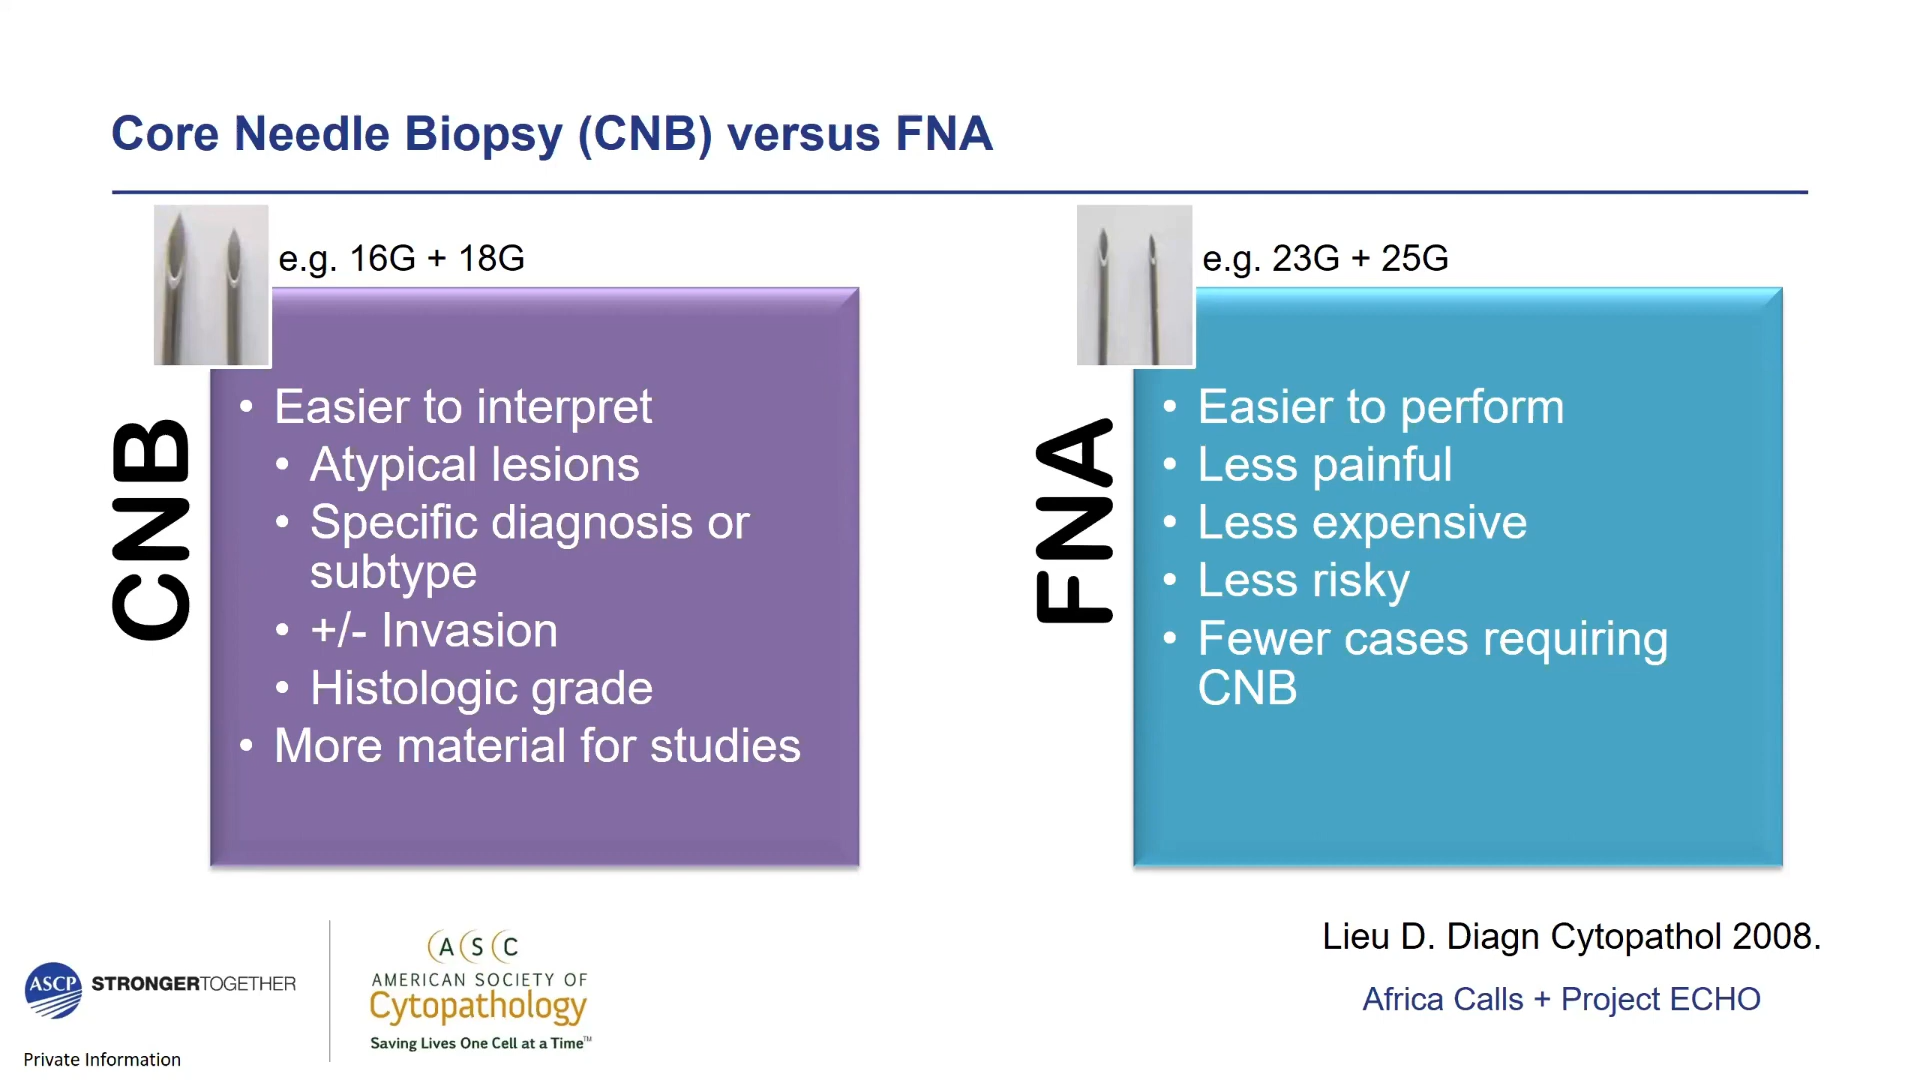 Core Needle Biopsy (CNB) versus FNA
e.g. 16G + 18G
CNB
• Easier to interpret
• Atypical lesions
• Specific diagnosis or
subtype
• +/- Invasion
• Histologic grade
• More material for studies
e.g. 23G + 25G
FNA
• Easier to perform
• Less painful
• Less expensive
• Less risky
• Fewer cases requiring
CNB
Lieu D. Diagn Cytopathol 2008.
Africa Calls + Project ECHO
ASCP STRONGERTOGETHER
Private Information
A S C
AMERICAN SOCIETY OF
Cytopathology
Saving Lives One Cell at a Time™